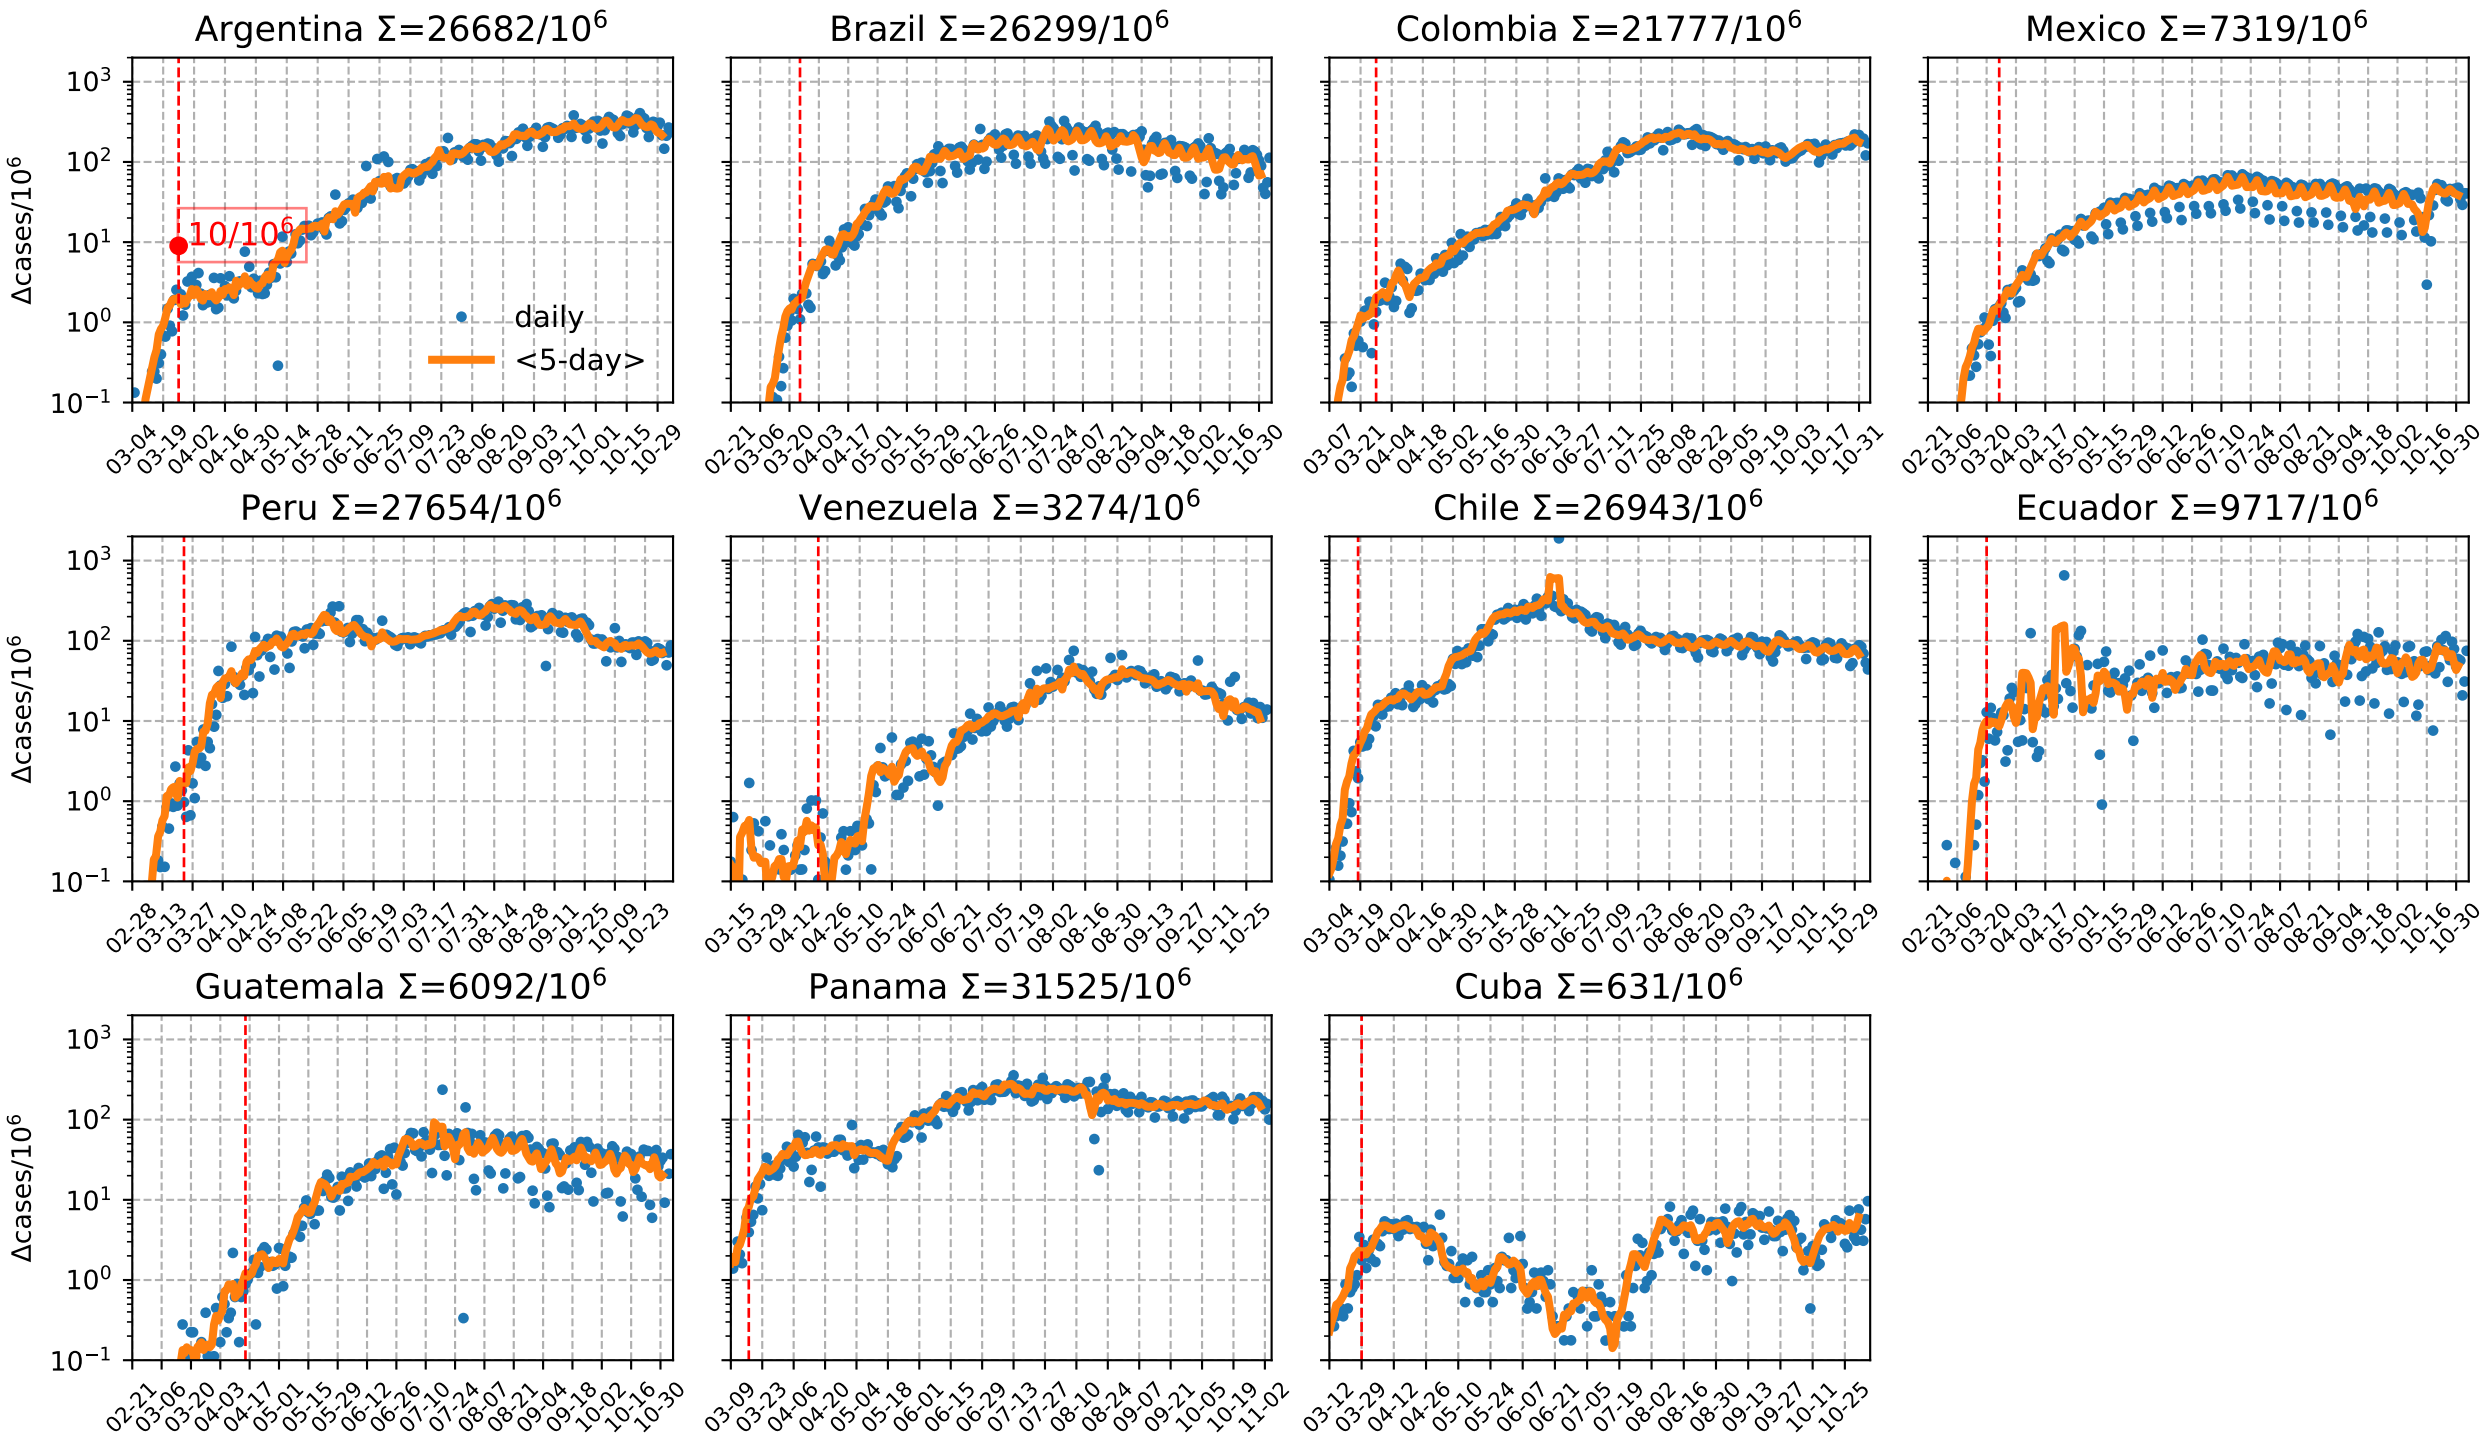 Argentina Σ=26682/10⁶
Brazil Σ=26299/10⁶
Colombia Σ=21777/10⁶
Mexico Σ=7319/10⁶
Δcases/10⁶
10³
10²
10¹
10⁰
10⁻¹
10/10⁶
daily
<5-day>
03-04 03-19 04-02 04-16 04-30 05-14 05-28 06-11 06-25 07-09 07-23 08-06 08-20 09-03 09-17 10-01 10-15 10-29
02-21 03-06 03-20 04-03 04-17 05-01 05-15 05-29 06-12 06-26 07-10 07-24 08-07 08-21 09-04 09-18 10-02 10-16 10-30
03-07 03-21 04-04 04-18 05-02 05-16 05-30 06-13 06-27 07-11 07-25 08-08 08-22 09-05 09-19 10-03 10-17 10-31
02-21 03-06 03-20 04-03 04-17 05-01 05-15 05-29 06-12 06-26 07-10 07-24 08-07 08-21 09-04 09-18 10-02 10-16 10-30
Peru Σ=27654/10⁶
Venezuela Σ=3274/10⁶
Chile Σ=26943/10⁶
Ecuador Σ=9717/10⁶
Δcases/10⁶
10³
10²
10¹
10⁰
10⁻¹
02-28 03-13 03-27 04-10 04-24 05-08 05-22 06-05 06-19 07-03 07-17 07-31 08-14 08-28 09-11 09-25 10-09 10-23
03-15 03-29 04-12 04-26 05-10 05-24 06-07 06-21 07-05 07-19 08-02 08-16 08-30 09-13 09-27 10-11 10-25
03-04 03-19 04-02 04-16 04-30 05-14 05-28 06-11 06-25 07-09 07-23 08-06 08-20 09-03 09-17 10-01 10-15 10-29
02-21 03-06 03-20 04-03 04-17 05-01 05-15 05-29 06-12 06-26 07-10 07-24 08-07 08-21 09-04 09-18 10-02 10-16 10-30
Guatemala Σ=6092/10⁶
Panama Σ=31525/10⁶
Cuba Σ=631/10⁶
Δcases/10⁶
10³
10²
10¹
10⁰
10⁻¹
02-21 03-06 03-20 04-03 04-17 05-01 05-15 05-29 06-12 06-26 07-10 07-24 08-07 08-21 09-04 09-18 10-02 10-16 10-30
03-09 03-23 04-06 04-20 05-04 05-18 06-01 06-15 06-29 07-13 07-27 08-10 08-24 09-07 09-21 10-05 10-19 11-02
03-12 03-29 04-12 04-26 05-10 05-24 06-07 06-21 07-05 07-19 08-02 08-16 08-30 09-13 09-27 10-11 10-25